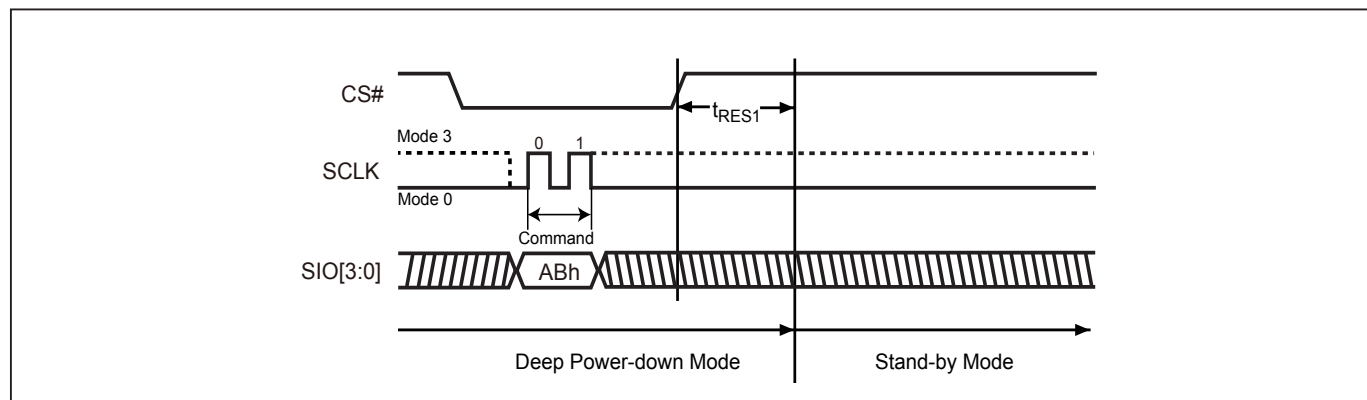 CS#
tRES1
Mode 3
0 1
SCLK
Mode 0
Command
SIO[3:0]
ABh
Deep Power-down Mode
Stand-by Mode